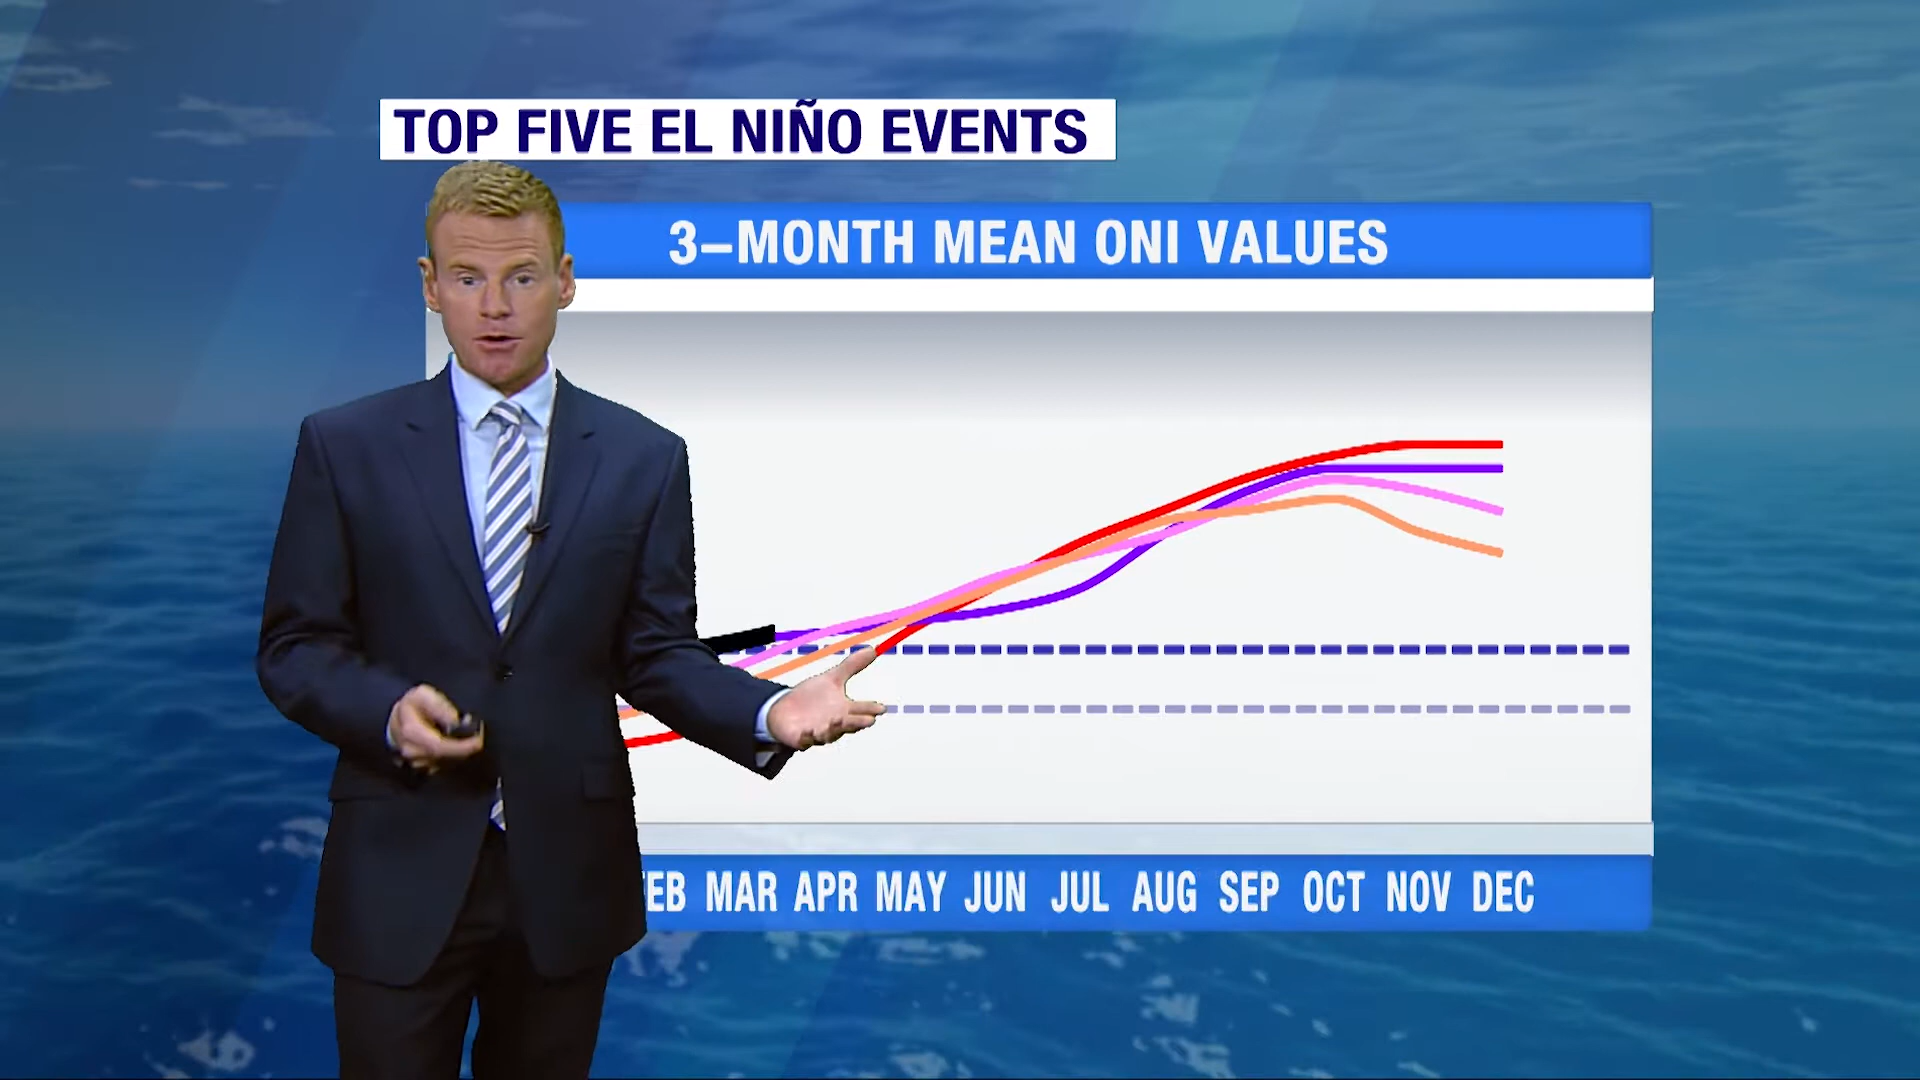 TOP FIVE EL NIÑO EVENTS
3–MONTH MEAN ONI VALUES
MAR APR MAY JUN JUL AUG SEP OCT NOV DEC